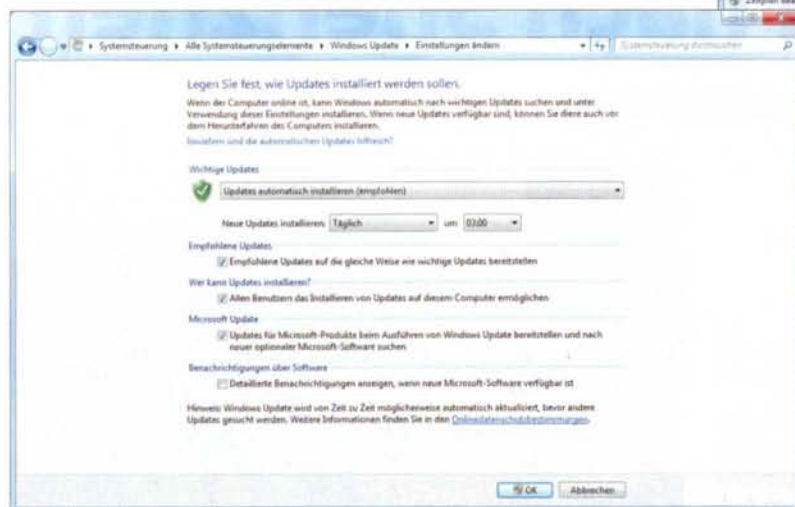 Zeitplan bea
Systemsteuerung ▸ Alle Systemsteuerungselemente ▸ Windows Update ▸ Einstellungen ändern
Systemsteuerung durchsuchen
Legen Sie fest, wie Updates installiert werden sollen.
Wenn der Computer online ist, kann Windows automatisch nach wichtigen Updates suchen und unter
Verwendung dieser Einstellungen installieren. Wenn neue Updates verfügbar sind, können Sie diese auch vor
dem Herunterfahren des Computers installieren.
Inwiefern sind die automatischen Updates hilfreich?
Wichtige Updates
Updates automatisch installieren (empfohlen)
Neue Updates installieren: Täglich um 03:00
Empfohlene Updates
Empfohlene Updates auf die gleiche Weise wie wichtige Updates bereitstellen
Wer kann Updates installieren?
Allen Benutzern das Installieren von Updates auf diesem Computer ermöglichen
Microsoft Update
Updates für Microsoft-Produkte beim Ausführen von Windows Update bereitstellen und nach
neuer optionaler Microsoft-Software suchen
Benachrichtigungen über Software
Detaillierte Benachrichtigungen anzeigen, wenn neue Microsoft-Software verfügbar ist
Hinweis: Windows Update wird von Zeit zu Zeit möglicherweise automatisch aktualisiert, bevor andere
Updates gesucht werden. Weitere Informationen finden Sie in den Onlinedatenschutzbestimmungen.
OK Abbrechen